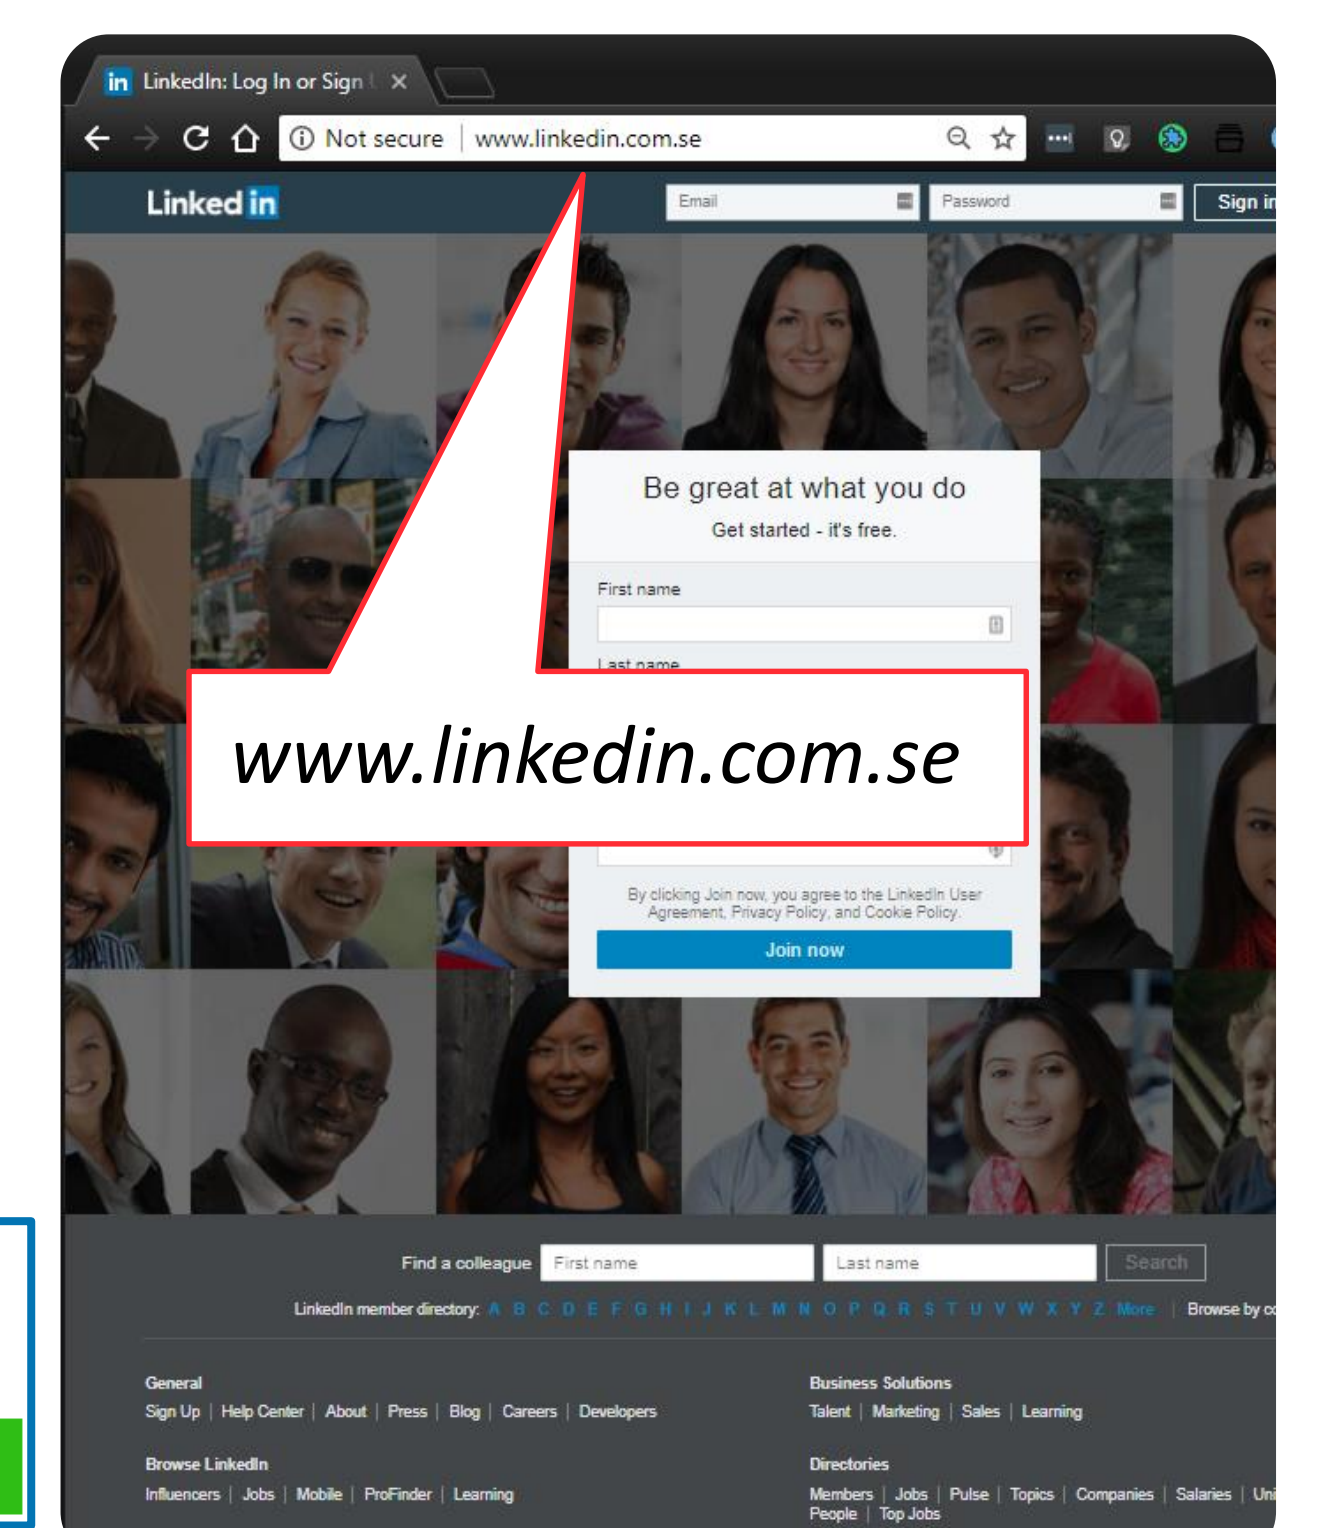 in LinkedIn: Log In or Sign
Not secure | www.linkedin.com.se
Linked in
Email
Password
Sign in
Be great at what you do
Get started - it's free.
First name
Last name
www.linkedin.com.se
By clicking Join now, you agree to the LinkedIn User
Agreement, Privacy Policy, and Cookie Policy.
Join now
Find a colleague First name Last name Search
LinkedIn member directory: A B C D E F G H I J K L M N O P Q R S T U V W X Y Z More | Browse by
General
Sign Up | Help Center | About | Press | Blog | Careers | Developers
Business Solutions
Talent | Marketing | Sales | Learning
Browse LinkedIn
Influencers | Jobs | Mobile | ProFinder | Learning
Directories
Members | Jobs | Pulse | Topics | Companies | Salaries |
People | Top Jobs